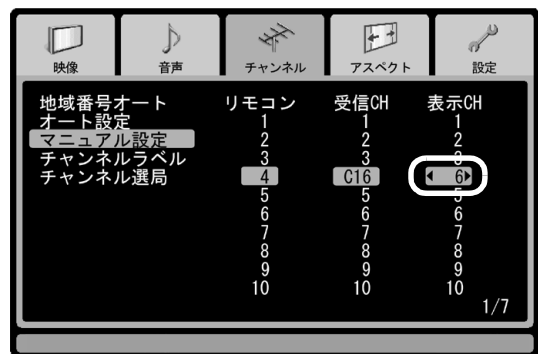 映像 音声 チャンネル アスペクト 設定
地域番号オート リモコン 受信CH 表示CH
オート設定 1 1 1
マニュアル設定 2 2 2
チャンネルラベル 3 3 3
チャンネル選局 4 C16 6
5 5 5
6 6 6
7 7 7
8 8 8
9 9 9
10 10 10
1/7